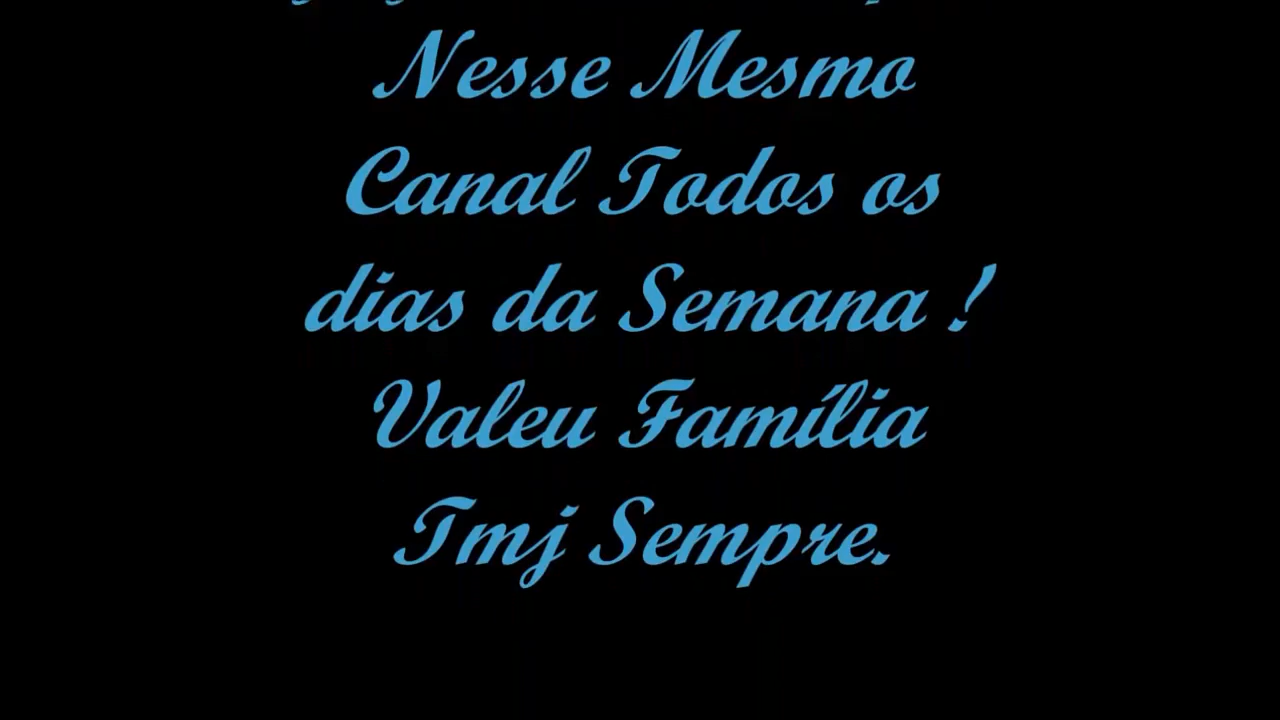 Nesse Mesmo
Canal Todos os
dias da Semana !
Valeu Família
Tmj Sempre.